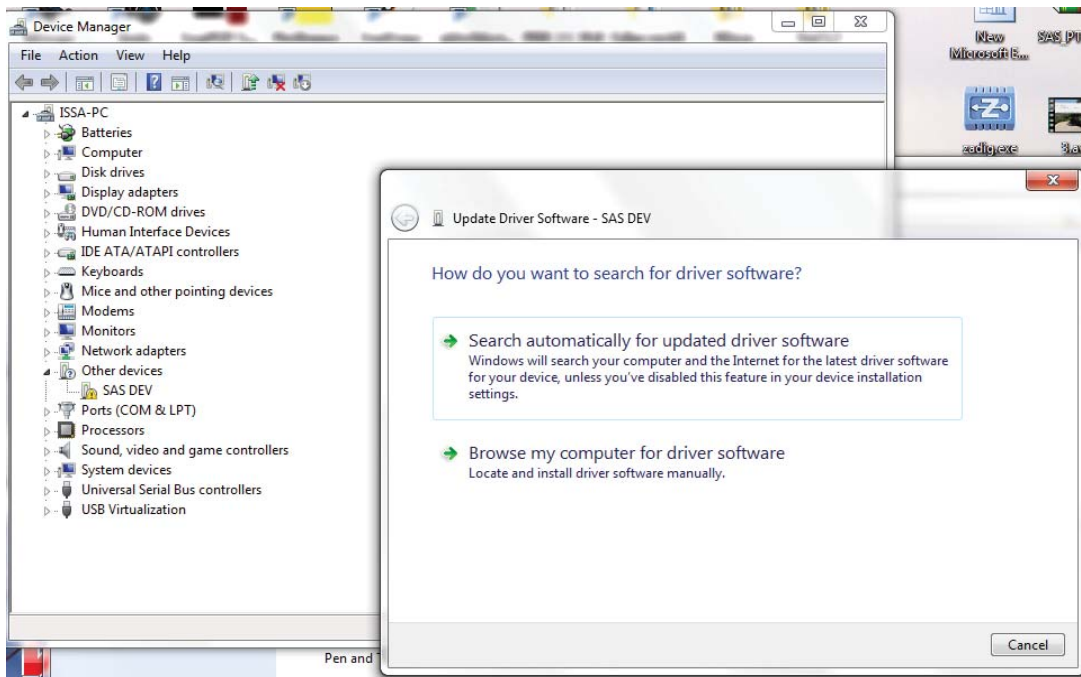 Device Manager
File Action View Help
ISSA-PC
Batteries
Computer
Disk drives
Display adapters
DVD/CD-ROM drives
Human Interface Devices
IDE ATA/ATAPI controllers
Keyboards
Mice and other pointing devices
Modems
Monitors
Network adapters
Other devices
SAS DEV
Ports (COM & LPT)
Processors
Sound, video and game controllers
System devices
Universal Serial Bus controllers
USB Virtualization
New
Microsoft E...
zadig.exe
Update Driver Software - SAS DEV
How do you want to search for driver software?
Search automatically for updated driver software
Windows will search your computer and the Internet for the latest driver software
for your device, unless you've disabled this feature in your device installation
settings.
Browse my computer for driver software
Locate and install driver software manually.
Cancel
Pen and